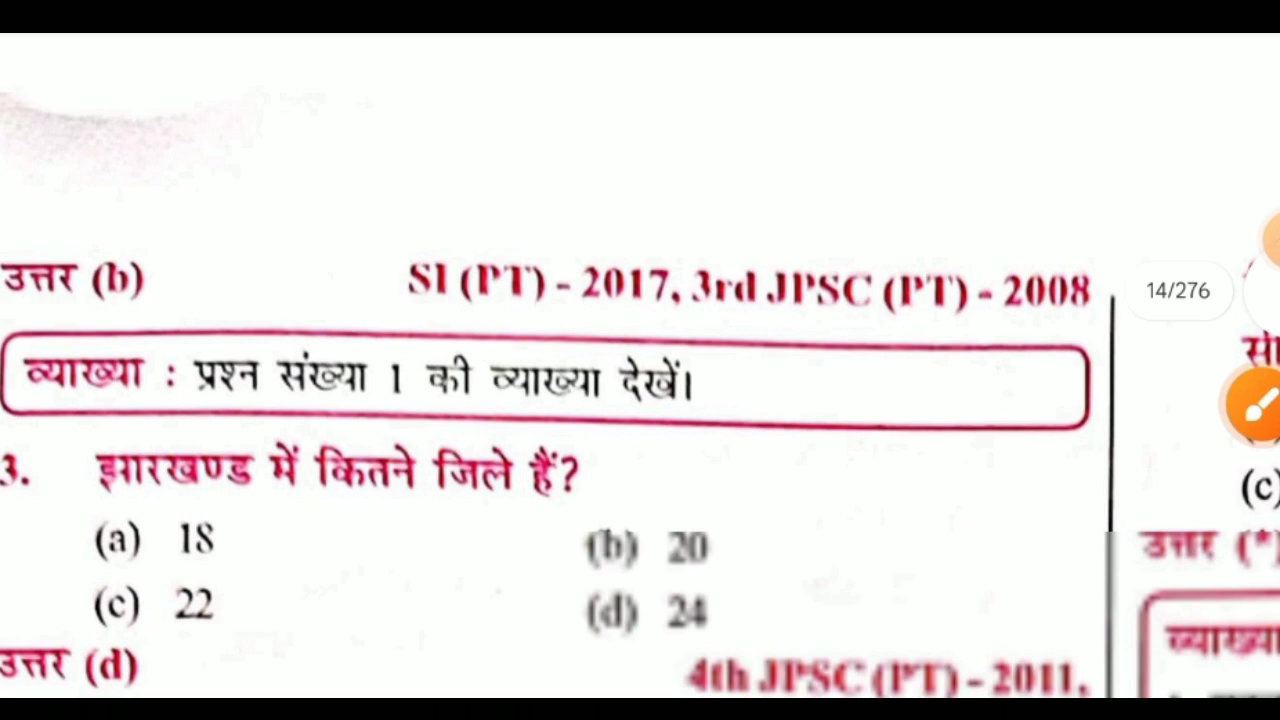 उत्तर (b) SI (PT) - 2017, 3rd JPSC (PT) - 2008
14/276
व्याख्या : प्रश्न संख्या 1 की व्याख्या देखें।
3. झारखण्ड में कितने जिले हैं?
(a) 18 (b) 20
(c) 22 (d) 24
उत्तर (d) 4th JPSC (PT) - 2011,
(c)
उत्तर (*)
व्याख्या